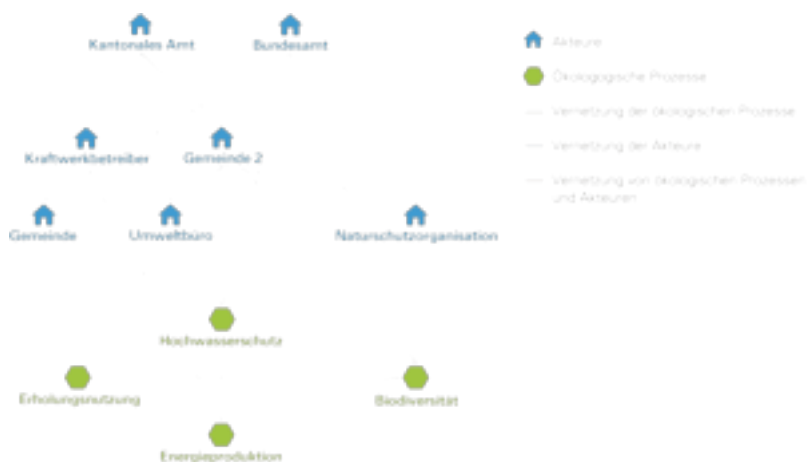 Kantonales Amt
Bundesamt
Kraftwerkbetreiber
Gemeinde 2
Gemeinde
Umweltbüro
Naturschutzorganisation
Hochwasserschutz
Erholungsnutzung
Biodiversität
Energieproduktion
Akteure
Ökologogische Prozesse
Vernetzung der ökologischen Prozesse
Vernetzung der Akteure
Vernetzung von ökologischen Prozessen
und Akteuren